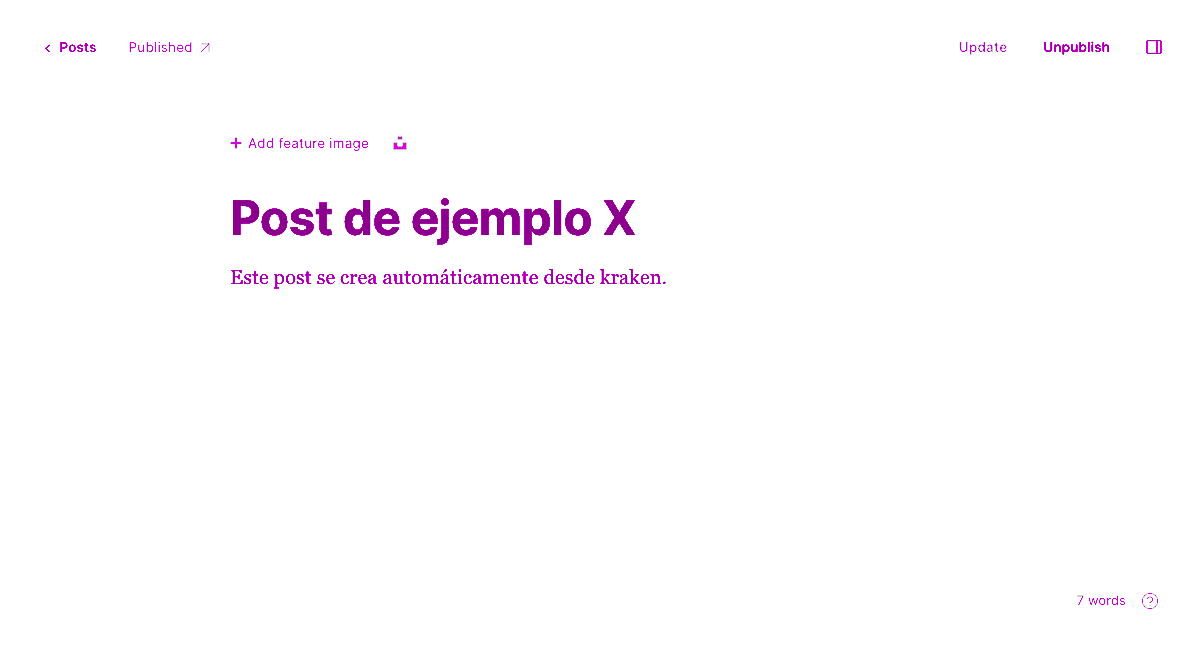 Posts Published Update Unpublish
Add feature image
Post de ejemplo X
Este post se crea automáticamente desde kraken.
7 words